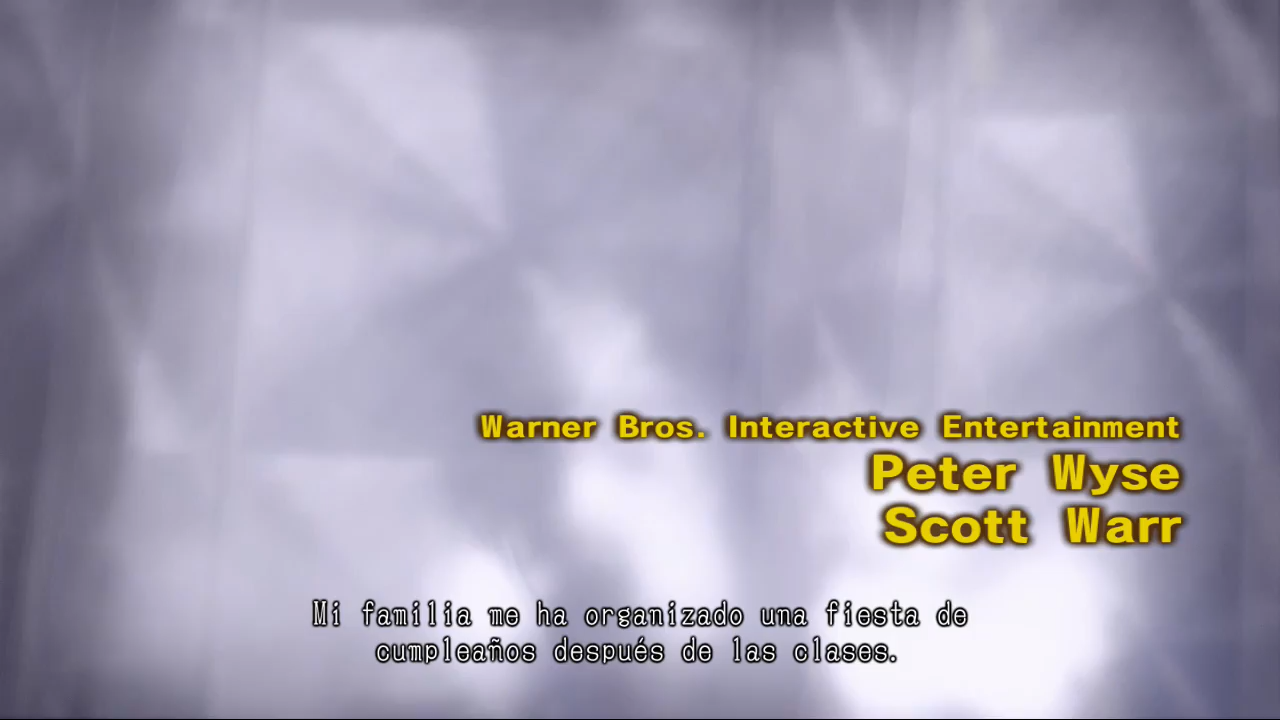 Warner Bros. Interactive Entertainment
Peter Wyse
Scott Warr
Mi familia me ha organizado una fiesta de
cumpleaños después de las clases.